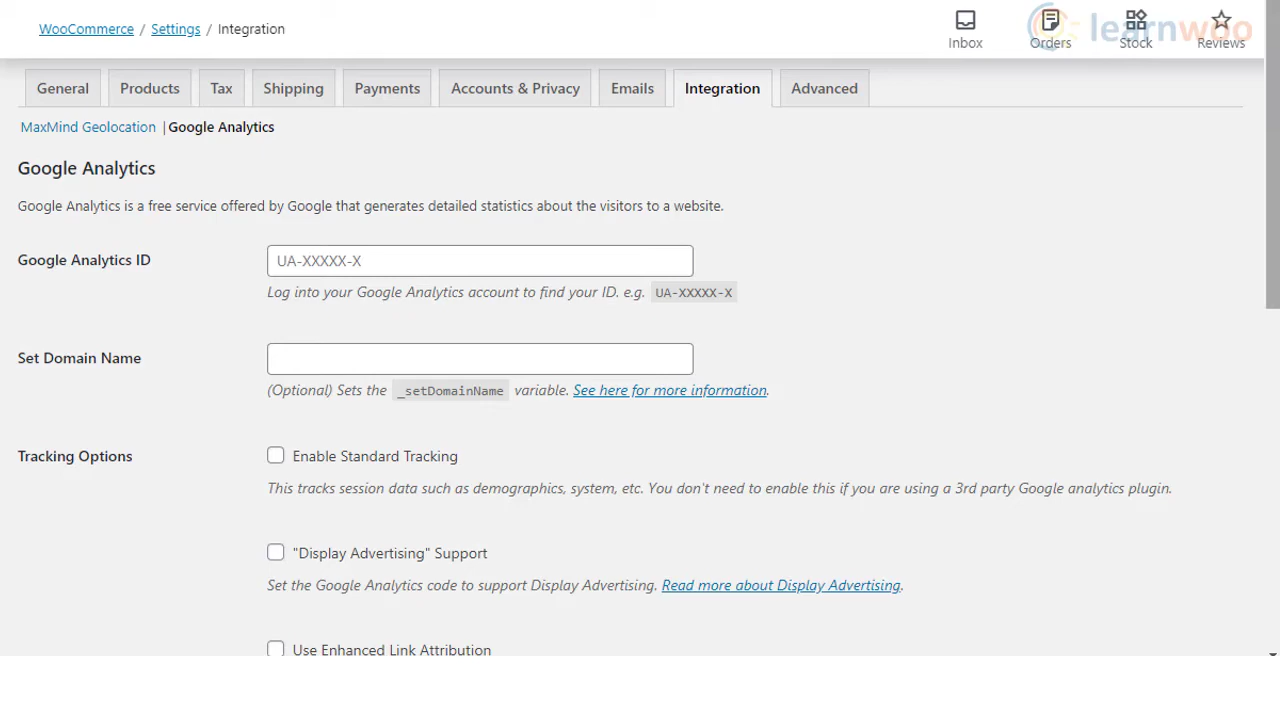 WooCommerce / Settings / Integration
Inbox Orders Stock Reviews
learnwoo
General Products Tax Shipping Payments Accounts & Privacy Emails Integration Advanced
MaxMind Geolocation | Google Analytics
Google Analytics
Google Analytics is a free service offered by Google that generates detailed statistics about the visitors to a website.
Google Analytics ID UA-XXXXX-X
Log into your Google Analytics account to find your ID. e.g. UA-XXXXX-X
Set Domain Name
(Optional) Sets the _setDomainName variable. See here for more information.
Tracking Options Enable Standard Tracking
This tracks session data such as demographics, system, etc. You don't need to enable this if you are using a 3rd party Google analytics plugin.
"Display Advertising" Support
Set the Google Analytics code to support Display Advertising. Read more about Display Advertising.
Use Enhanced Link Attribution